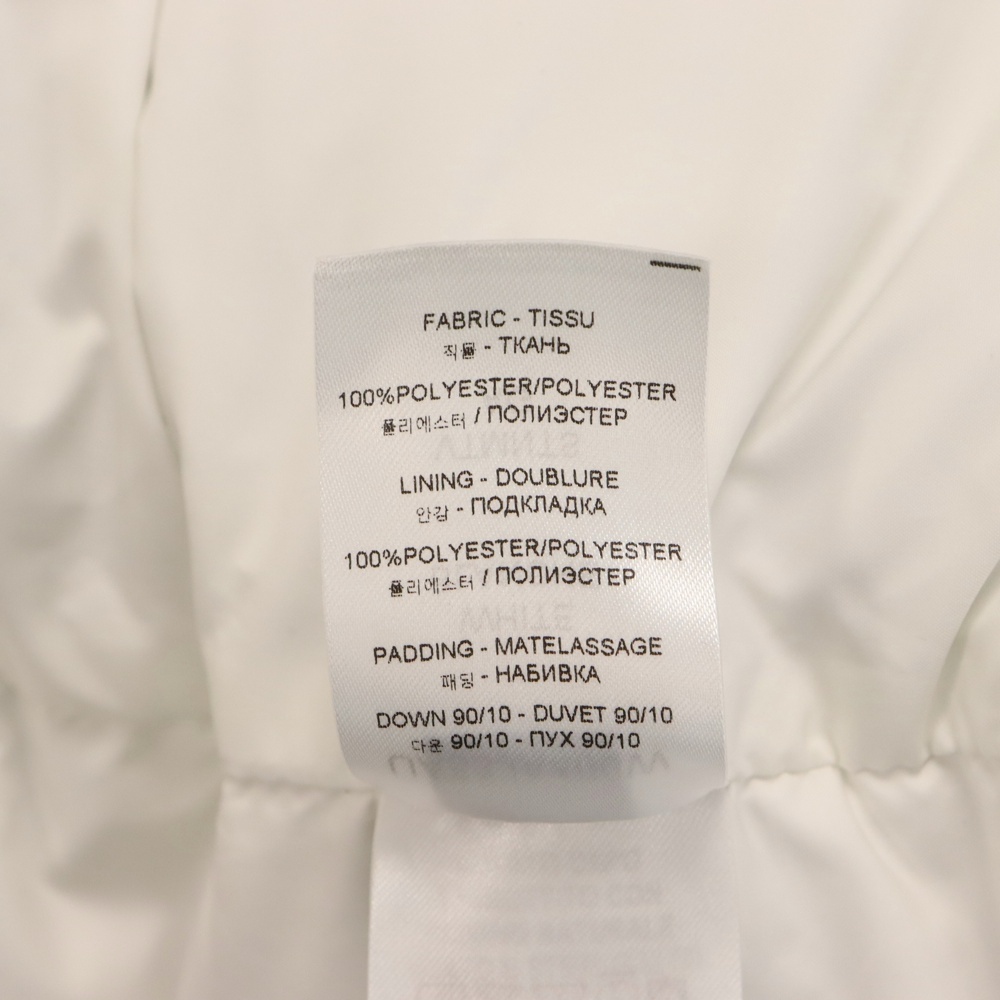 FABRIC - TISSU
직물 - ТКАНЬ
100%POLYESTER/POLYESTER
폴리에스터 / ПОЛИЭСТЕР
VTMNTS
LINING - DOUBLURE
안감 - ПОДКЛАДКА
100%POLYESTER/POLYESTER
폴리에스터 / ПОЛИЭСТЕР
WHITE
PADDING - MATELASSAGE
패딩 - НАБИВКА
DOWN 90/10 - DUVET 90/10
다운 90/10 - ПУХ 90/10